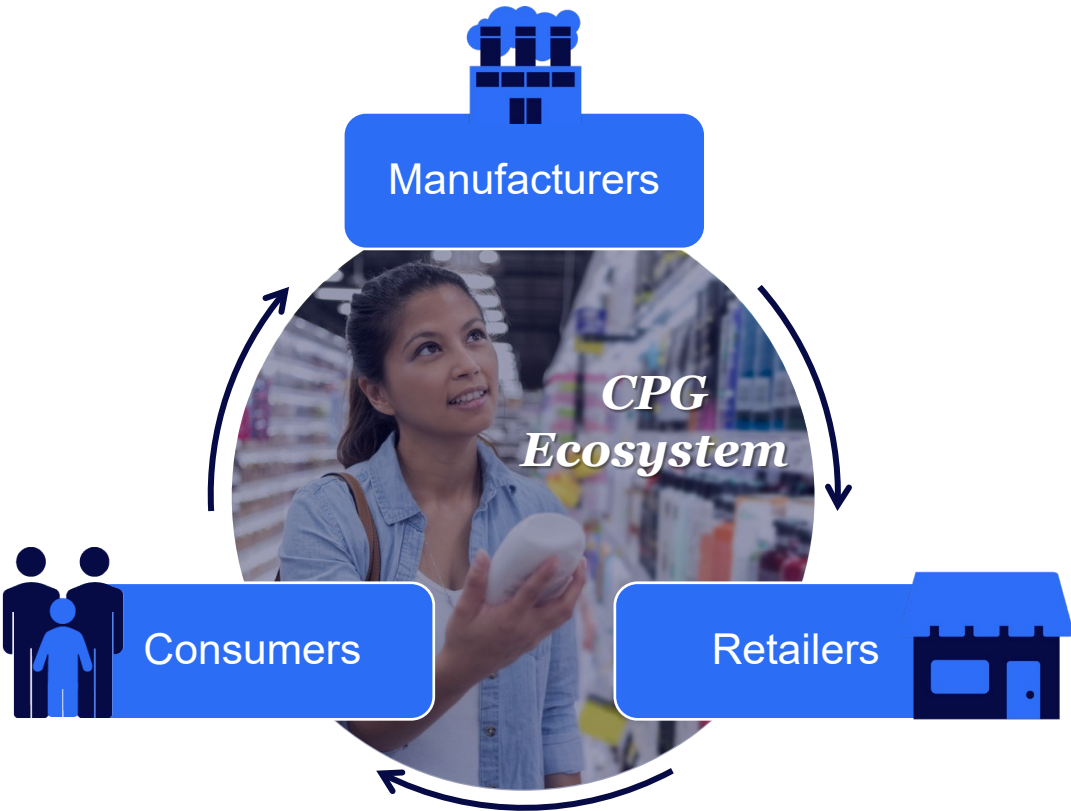 Manufacturers
CPG
Ecosystem
Consumers
Retailers